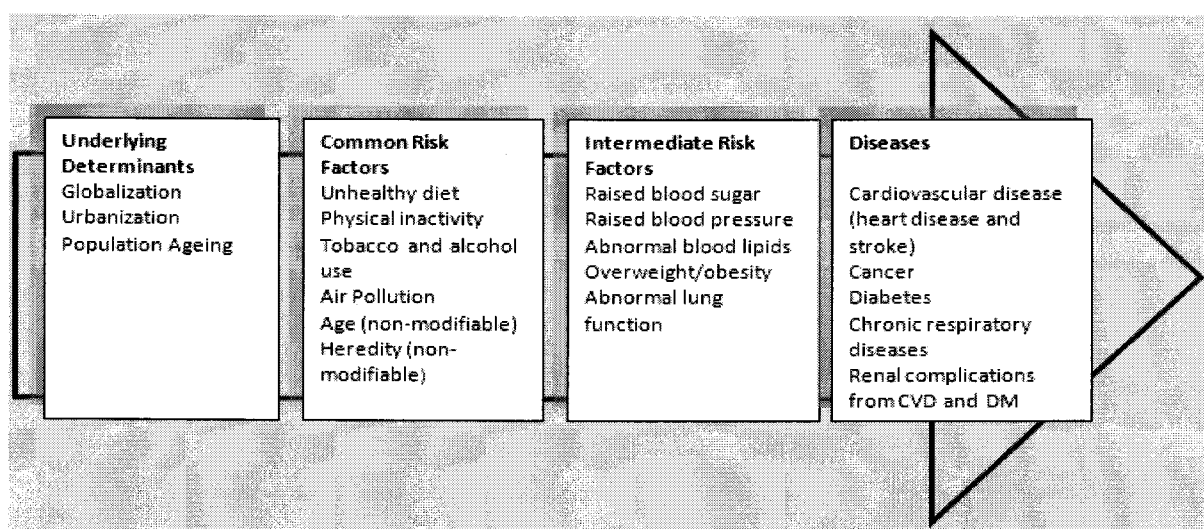 Underlying
Determinants
Globalization
Urbanization
Population Ageing
Common Risk
Factors
Unhealthy diet
Physical inactivity
Tobacco and alcohol
use
Air Pollution
Age (non-modifiable)
Heredity (non-
modifiable)
Intermediate Risk
Factors
Raised blood sugar
Raised blood pressure
Abnormal blood lipids
Overweight/obesity
Abnormal lung
function
Diseases
Cardiovascular disease
(heart disease and
stroke)
Cancer
Diabetes
Chronic respiratory
diseases
Renal complications
from CVD and DM